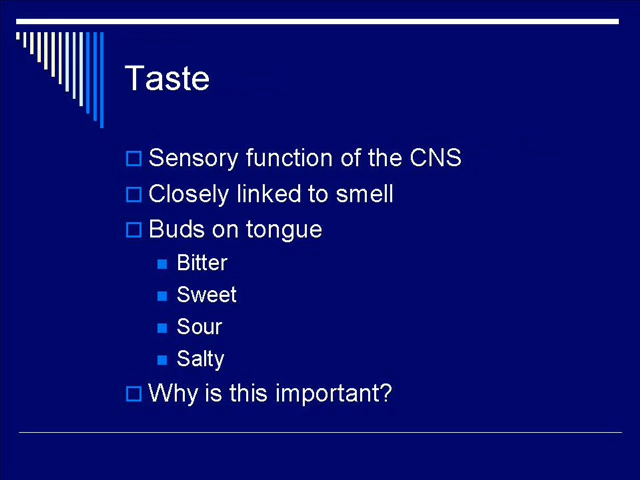 Taste
Sensory function of the CNS
Closely linked to smell
Buds on tongue
Bitter
Sweet
Sour
Salty
Why is this important?